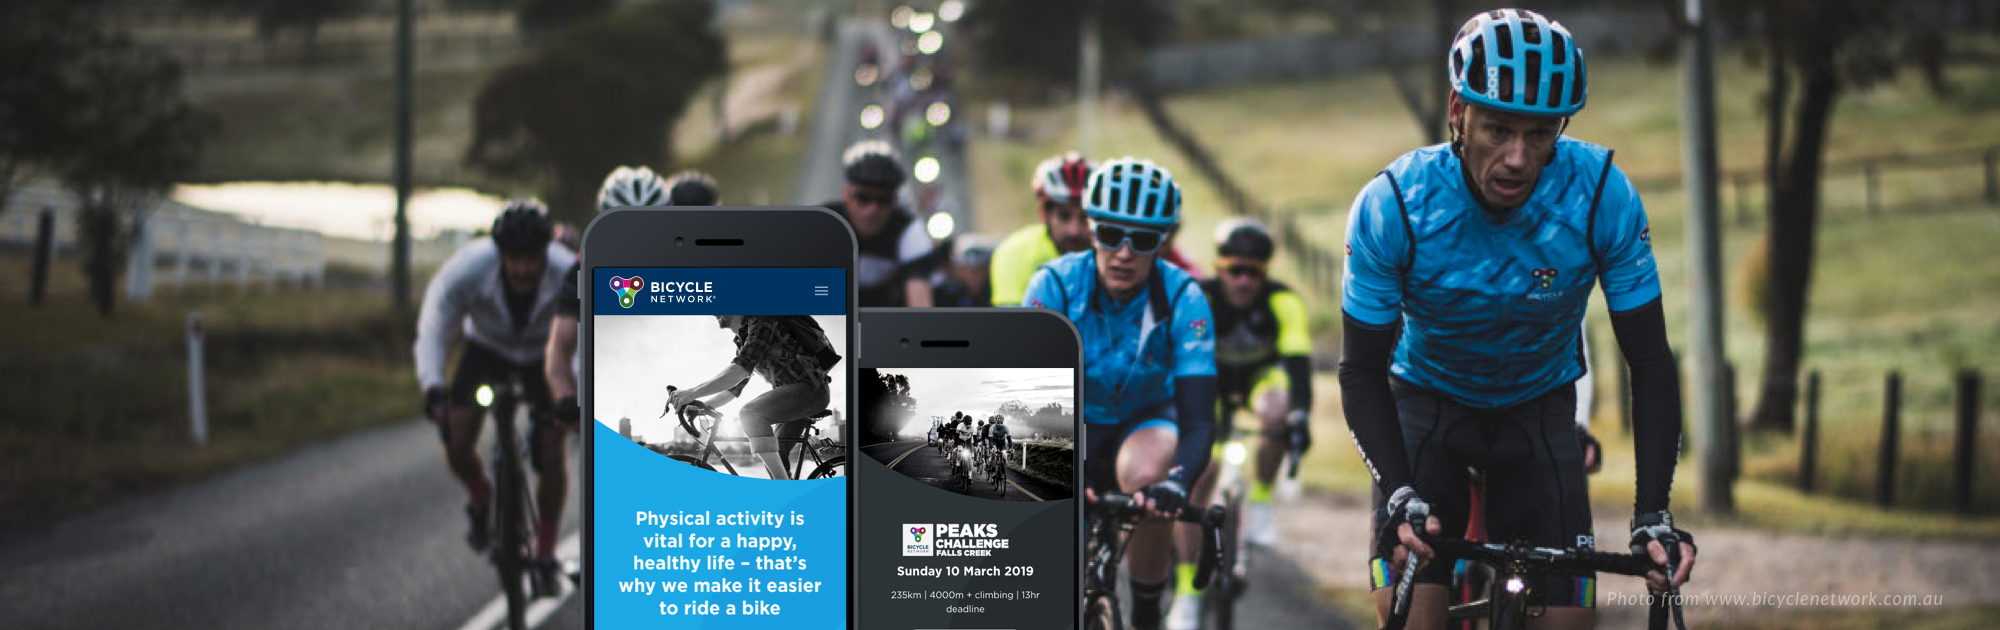 BICYCLE
NETWORK®
Physical activity is
vital for a happy,
healthy life – that's
why we make it easier
to ride a bike
BICYCLE
NETWORK
PEAKS
CHALLENGE
FALLS CREEK
Sunday 10 March 2019
235km | 4000m + climbing | 13hr
deadline
POC
Photo from www.bicyclenetwork.com.au